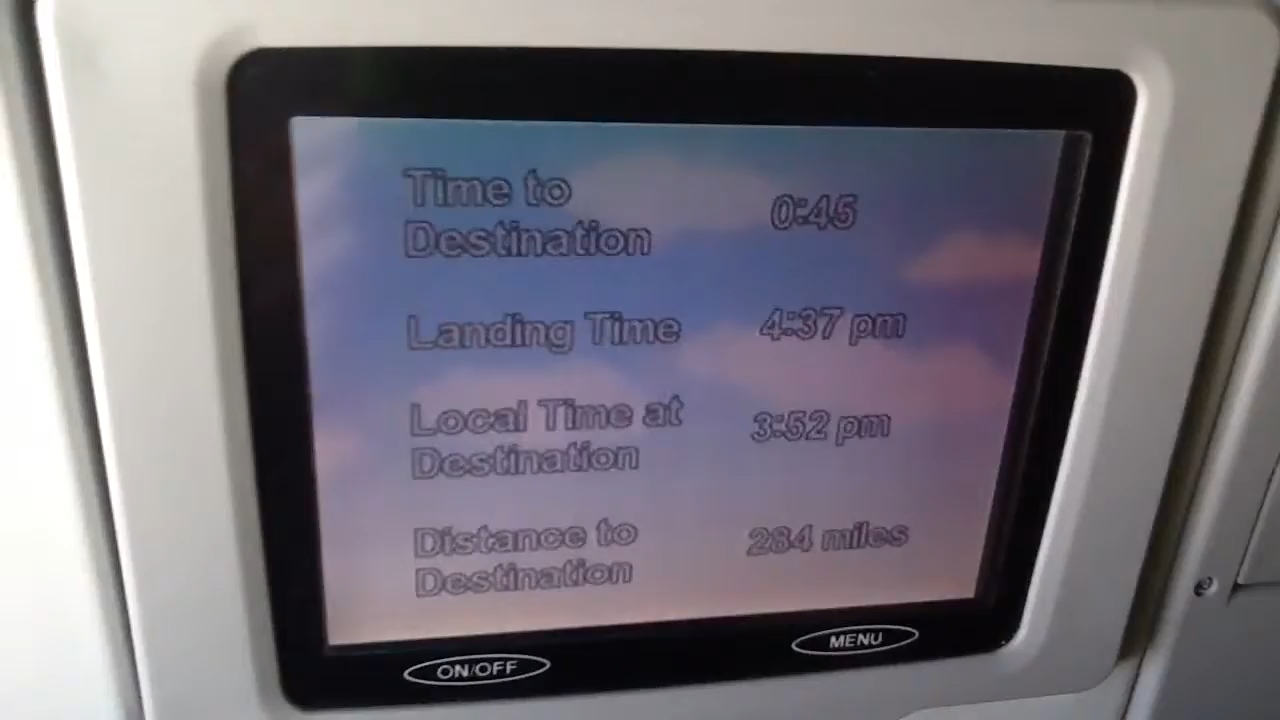 Time to
Destination
0:45
Landing Time
4:37 pm
Local Time at
Destination
3:52 pm
Distance to
Destination
284 miles
ON/OFF
MENU